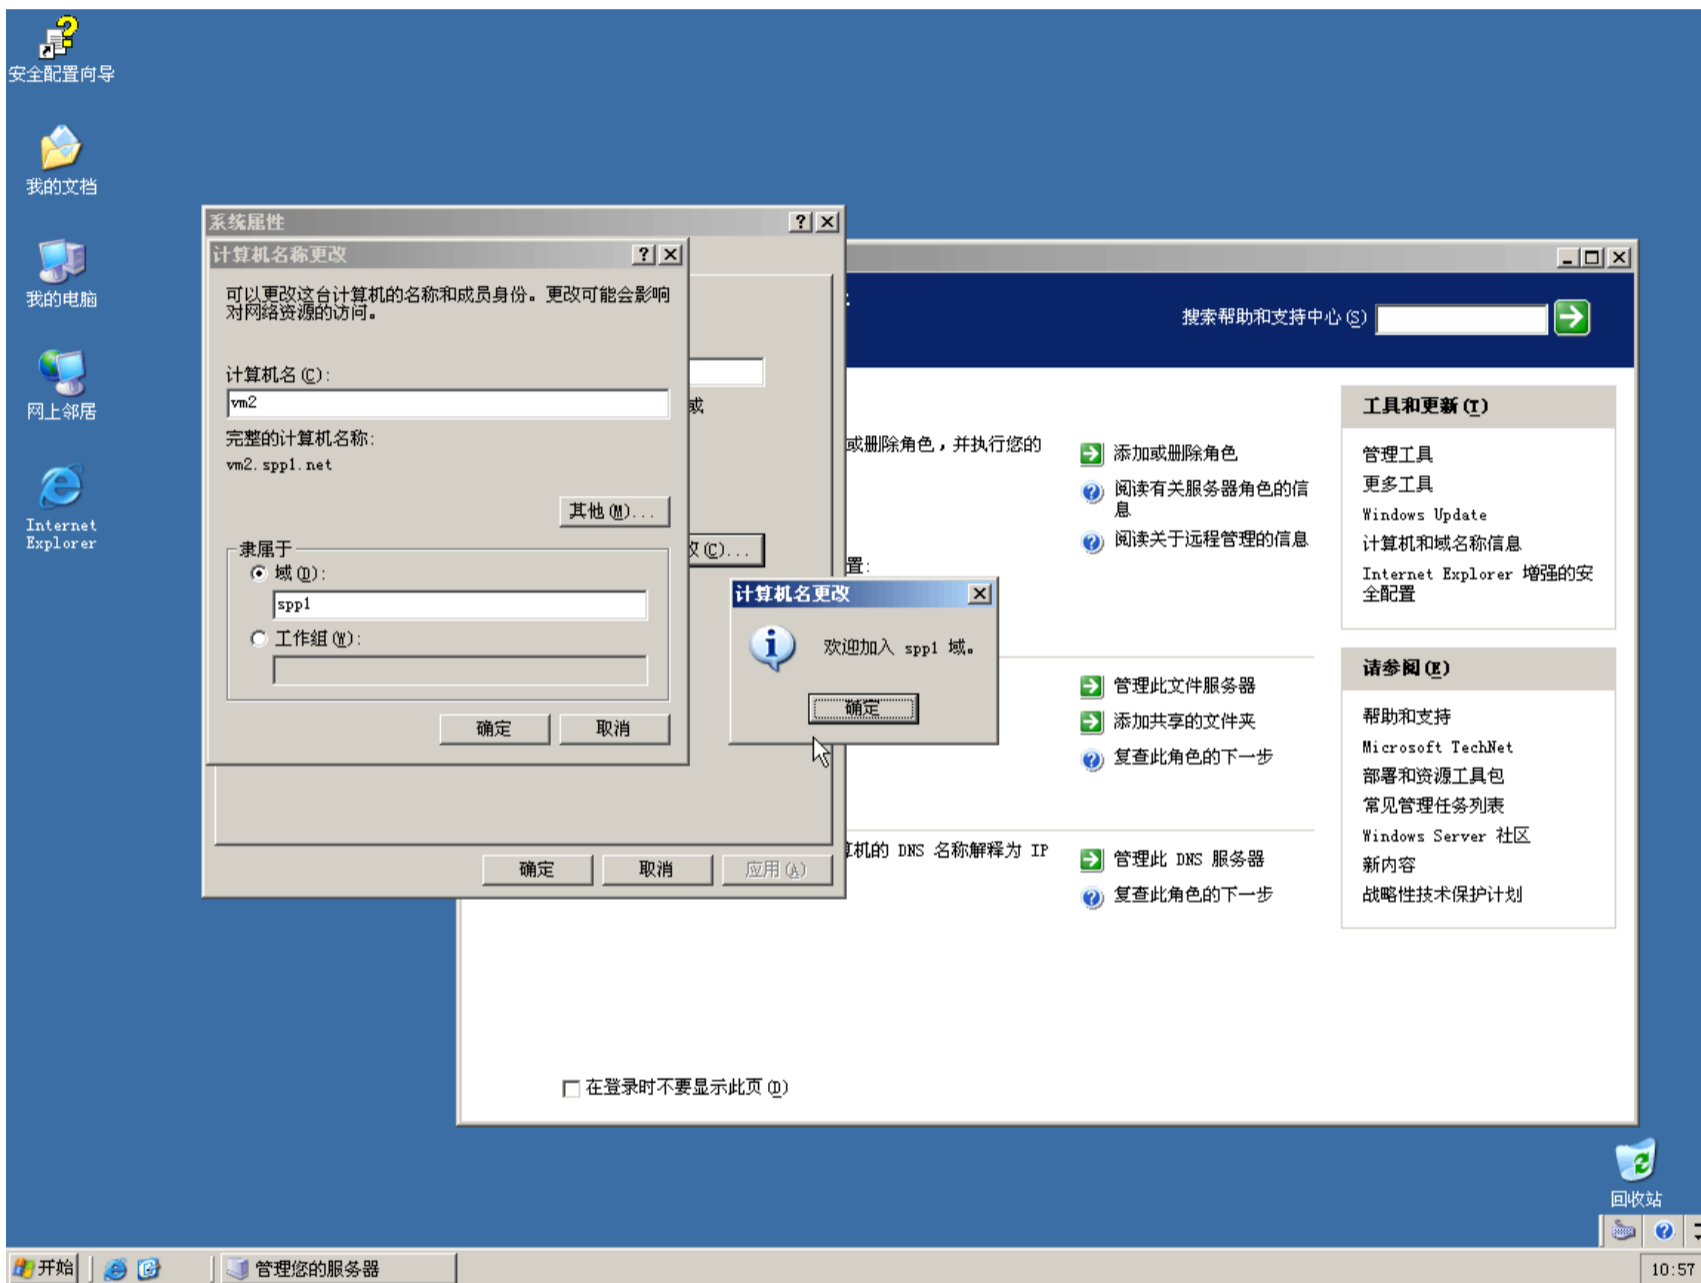 安全配置向导
我的文档
我的电脑
网上邻居
Internet
Explorer
系统属性
计算机名称更改
可以更改这台计算机的名称和成员身份。更改可能会影响
对网络资源的访问。
计算机名(C):
vm2
完整的计算机名称:
vm2.spp1.net
其他(M)...
隶属于
域(D):
spp1
工作组(W):
确定
取消
或
改(C)...
确定
取消
应用(A)
计算机名更改
欢迎加入 spp1 域。
确定
搜索帮助和支持中心(S)
或删除角色，并执行您的
置:
算机的 DNS 名称解释为 IP
添加或删除角色
阅读有关服务器角色的信
息
阅读关于远程管理的信息
管理此文件服务器
添加共享的文件夹
复查此角色的下一步
管理此 DNS 服务器
复查此角色的下一步
工具和更新(T)
管理工具
更多工具
Windows Update
计算机和域名称信息
Internet Explorer 增强的安
全配置
请参阅(E)
帮助和支持
Microsoft TechNet
部署和资源工具包
常见管理任务列表
Windows Server 社区
新内容
战略性技术保护计划
在登录时不要显示此页(D)
回收站
开始
管理您的服务器
10:57